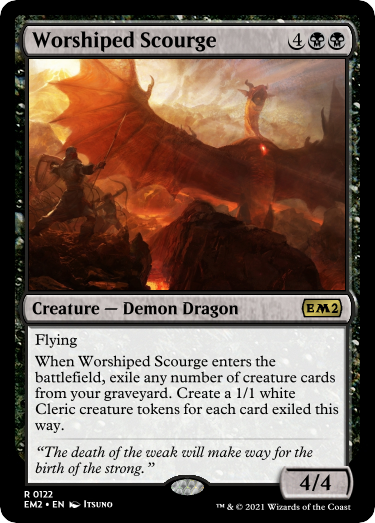 Worshiped Scourge 4
Creature — Demon Dragon EM2
Flying
When Worshiped Scourge enters the
battlefield, exile any number of creature cards
from your graveyard. Create a 1/1 white
Cleric creature tokens for each card exiled this
way.
“The death of the weak will make way for the
birth of the strong.”
4/4
R 0122
EM2 • EN Itsuno
™ & © 2021 Wizards of the Coast